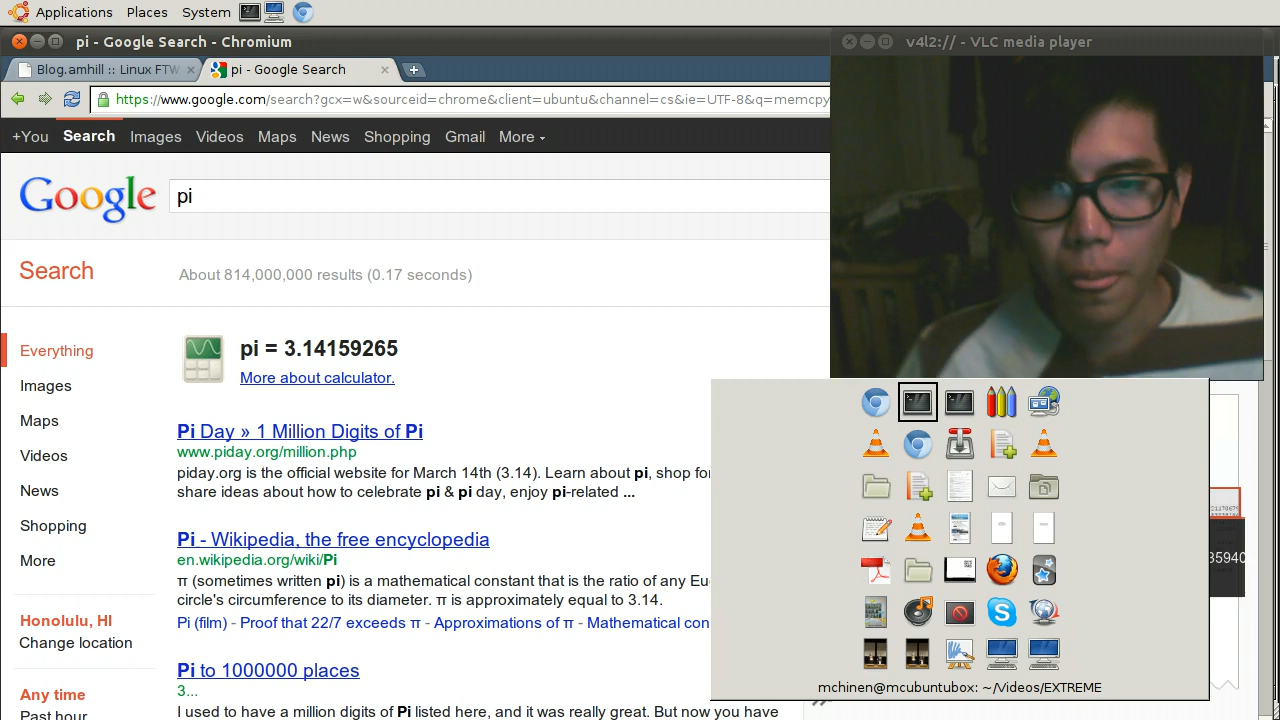 Applications Places System
pi - Google Search - Chromium
v4l2:// - VLC media player
Blog.amhill :: Linux FTW
pi - Google Search
https://www.google.com/search?gcx=w&sourceid=chrome&client=ubuntu&channel=cs&ie=UTF-8&q=memcpy
+You Search Images Videos Maps News Shopping Gmail More
Google
pi
Search
About 814,000,000 results (0.17 seconds)
Everything
Images
Maps
Videos
News
Shopping
More
Honolulu, HI
Change location
Any time
Past hour
pi = 3.14159265
More about calculator.
Pi Day » 1 Million Digits of Pi
www.piday.org/million.php
piday.org is the official website for March 14th (3.14). Learn about pi, shop for
share ideas about how to celebrate pi & pi day, enjoy pi-related ...
Pi - Wikipedia, the free encyclopedia
en.wikipedia.org/wiki/Pi
π (sometimes written pi) is a mathematical constant that is the ratio of any Eu
circle's circumference to its diameter. π is approximately equal to 3.14.
Pi (film) - Proof that 22/7 exceeds π - Approximations of π - Mathematical con
Pi to 1000000 places
3...
I used to have a million digits of Pi listed here, and it was really great. But now you have
35940
mchinen@mcubuntubox: ~/Videos/EXTREME